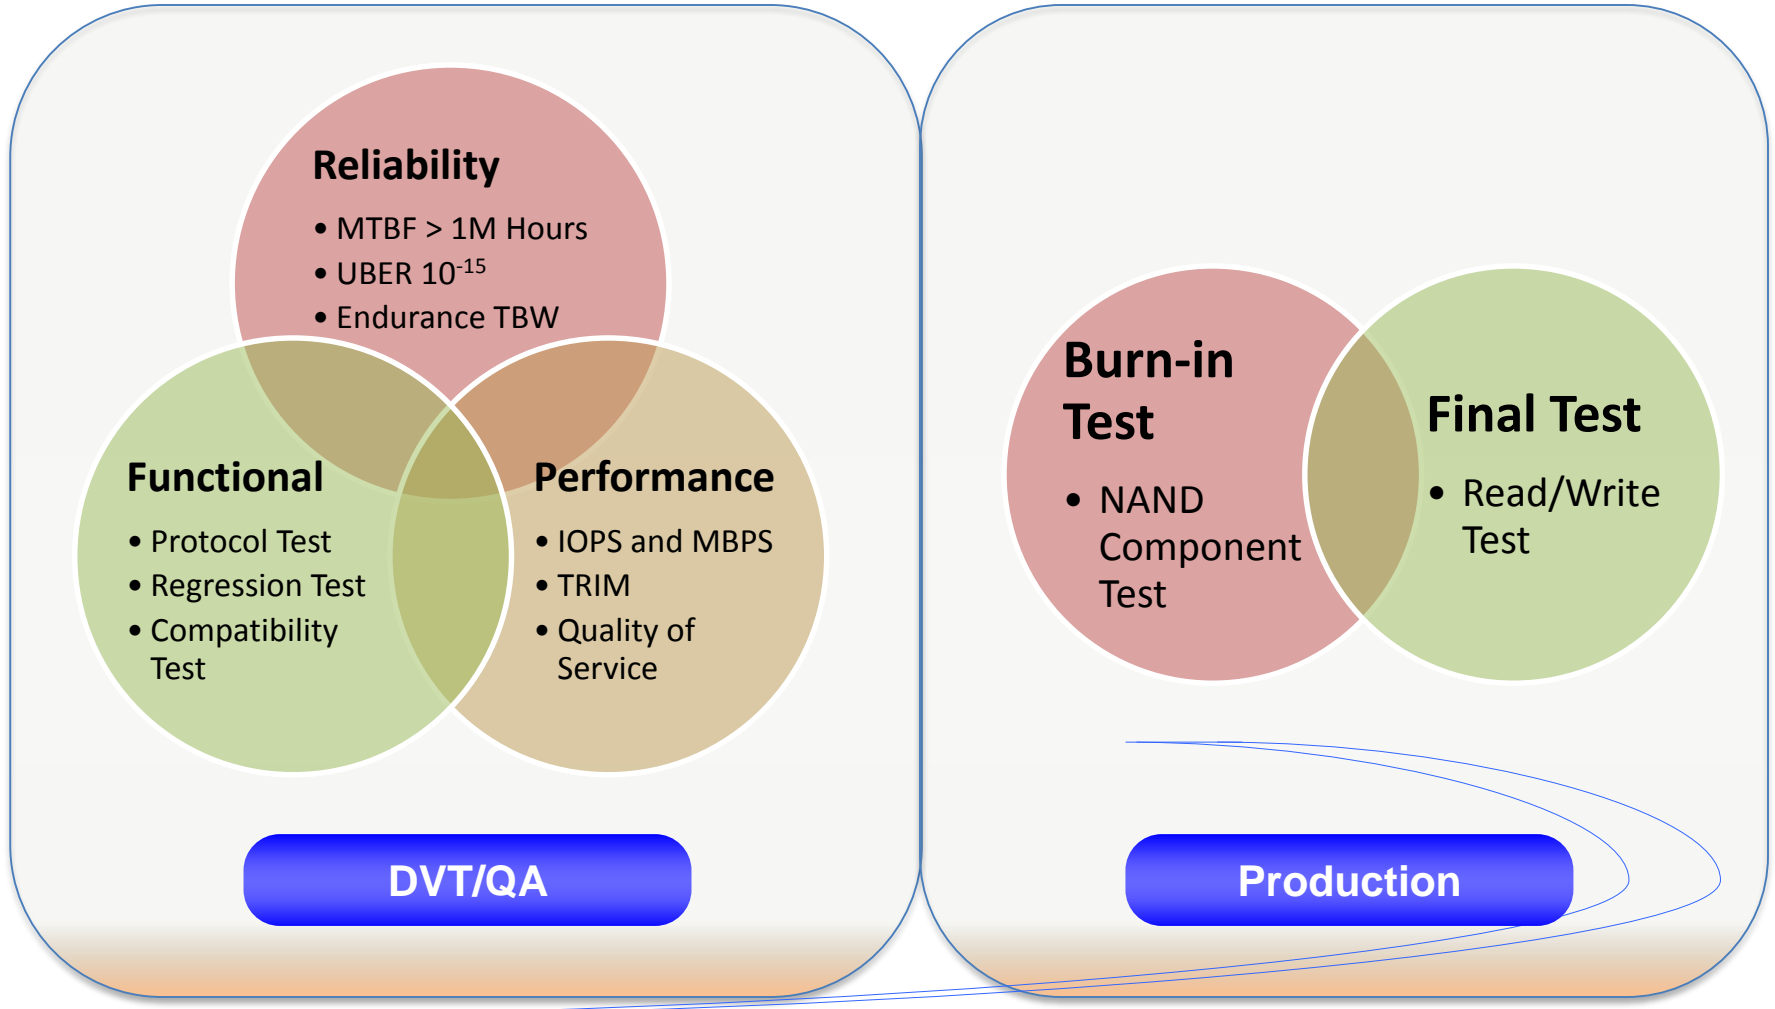 Reliability
• MTBF > 1M Hours
• UBER 10⁻¹⁵
• Endurance TBW
Functional
• Protocol Test
• Regression Test
• Compatibility
Test
Performance
• IOPS and MBPS
• TRIM
• Quality of
Service
DVT/QA
Burn-in
Test
• NAND
Component
Test
Final Test
• Read/Write
Test
Production